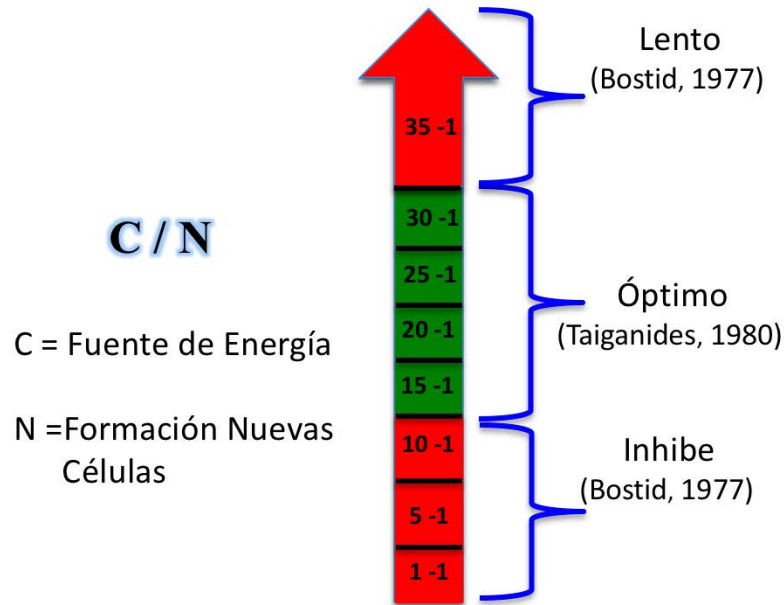 C / N
C = Fuente de Energía
N =Formación Nuevas
Células
35 -1
30 -1
25 -1
20 -1
15 -1
10 -1
5 -1
1 -1
Lento
(Bostid, 1977)
Óptimo
(Taiganides, 1980)
Inhibe
(Bostid, 1977)